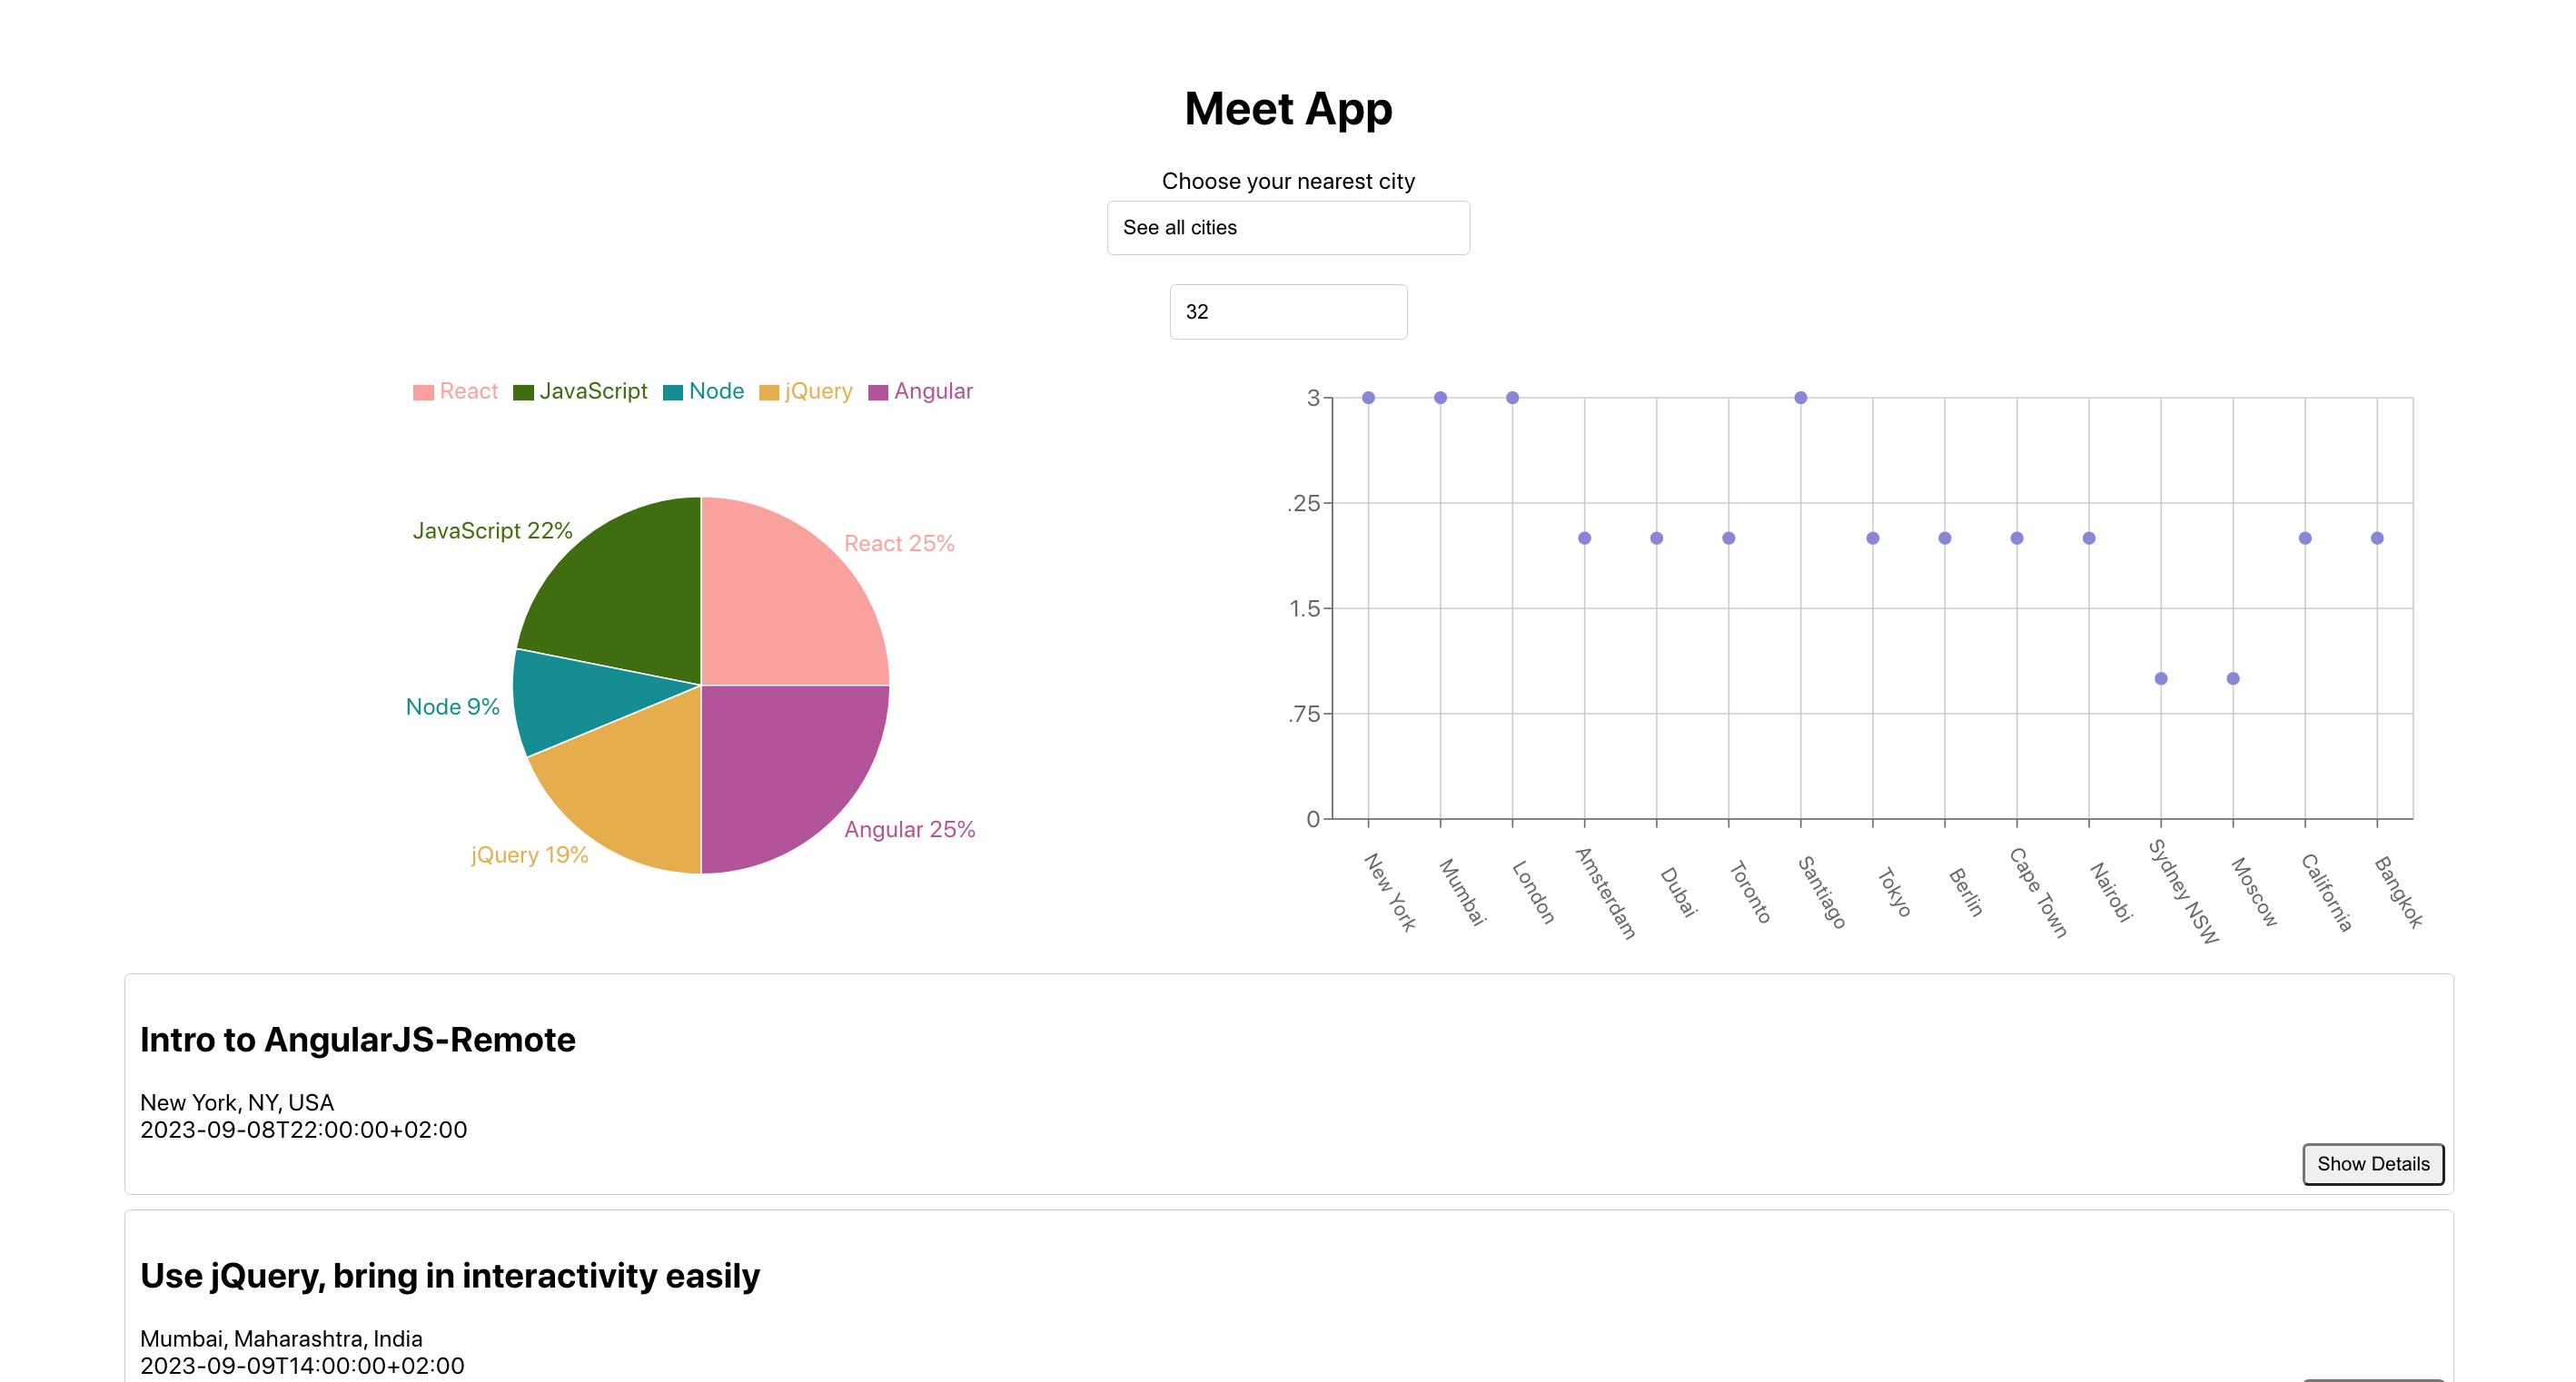 Meet App
Choose your nearest city
See all cities
32
React JavaScript Node jQuery Angular
JavaScript 22%
React 25%
Node 9%
Angular 25%
jQuery 19%
3
.25
1.5
.75
0
New York
Mumbai
London
Amsterdam
Dubai
Toronto
Santiago
Tokyo
Berlin
Cape Town
Nairobi
Sydney NSW
Moscow
California
Bangkok
Intro to AngularJS-Remote
New York, NY, USA
2023-09-08T22:00:00+02:00
Show Details
Use jQuery, bring in interactivity easily
Mumbai, Maharashtra, India
2023-09-09T14:00:00+02:00